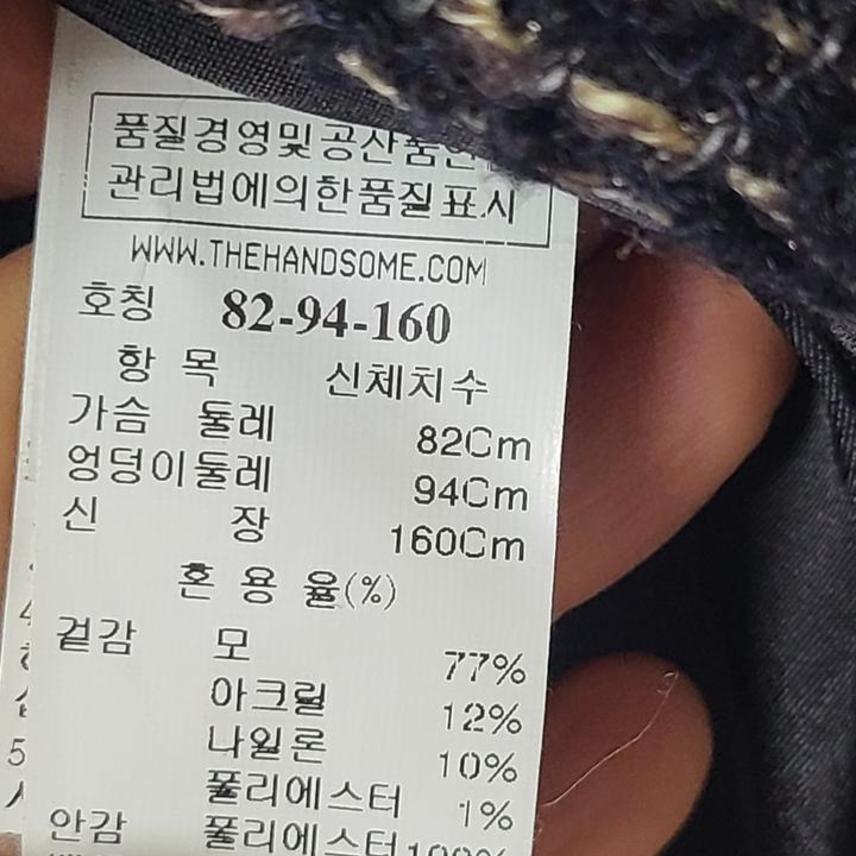 품질경영및공산품안
관리법에의한품질표시
WWW.THEHANDSOME.COM
호칭 82-94-160
항 목 신체치수
가슴 둘레 82Cm
엉덩이둘레 94Cm
신 장 160Cm
혼 용 율(%)
겉감 모 77%
아크릴 12%
나일론 10%
폴리에스터 1%
안감 폴리에스터 100%